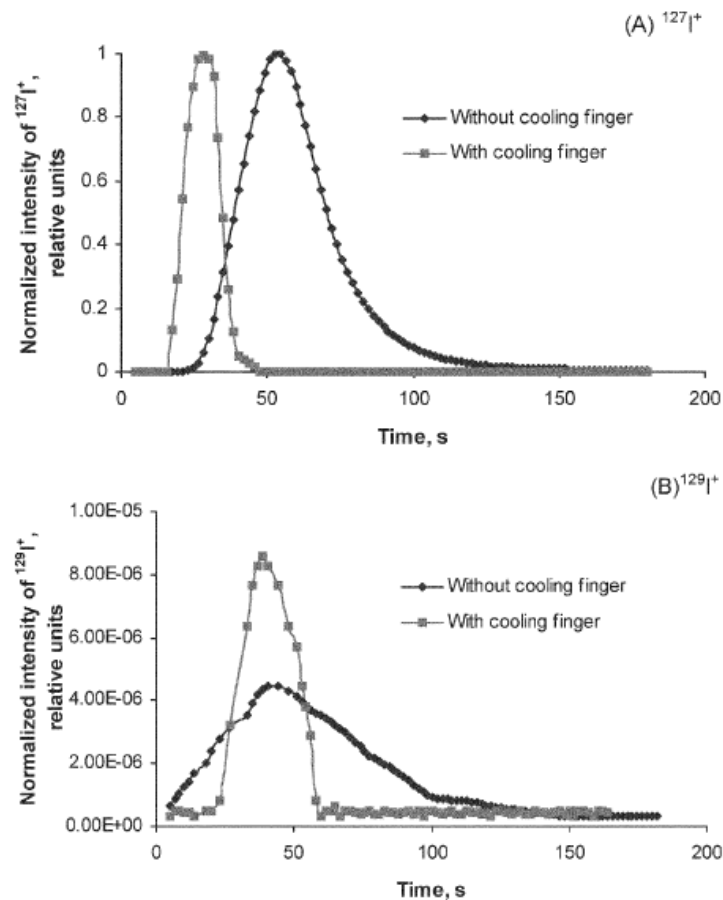 (A) ¹²⁷I⁺
Normalized intensity of ¹²⁷I⁺,
relative units
1
0.8
0.6
0.4
0.2
0
Without cooling finger
With cooling finger
0 50 100 150 200
Time, s
(B)¹²⁹I⁺
Normalized intensity of ¹²⁹I⁺,
relative units
1.00E-05
8.00E-06
6.00E-06
4.00E-06
2.00E-06
0.00E+00
Without cooling finger
With cooling finger
0 50 100 150 200
Time, s